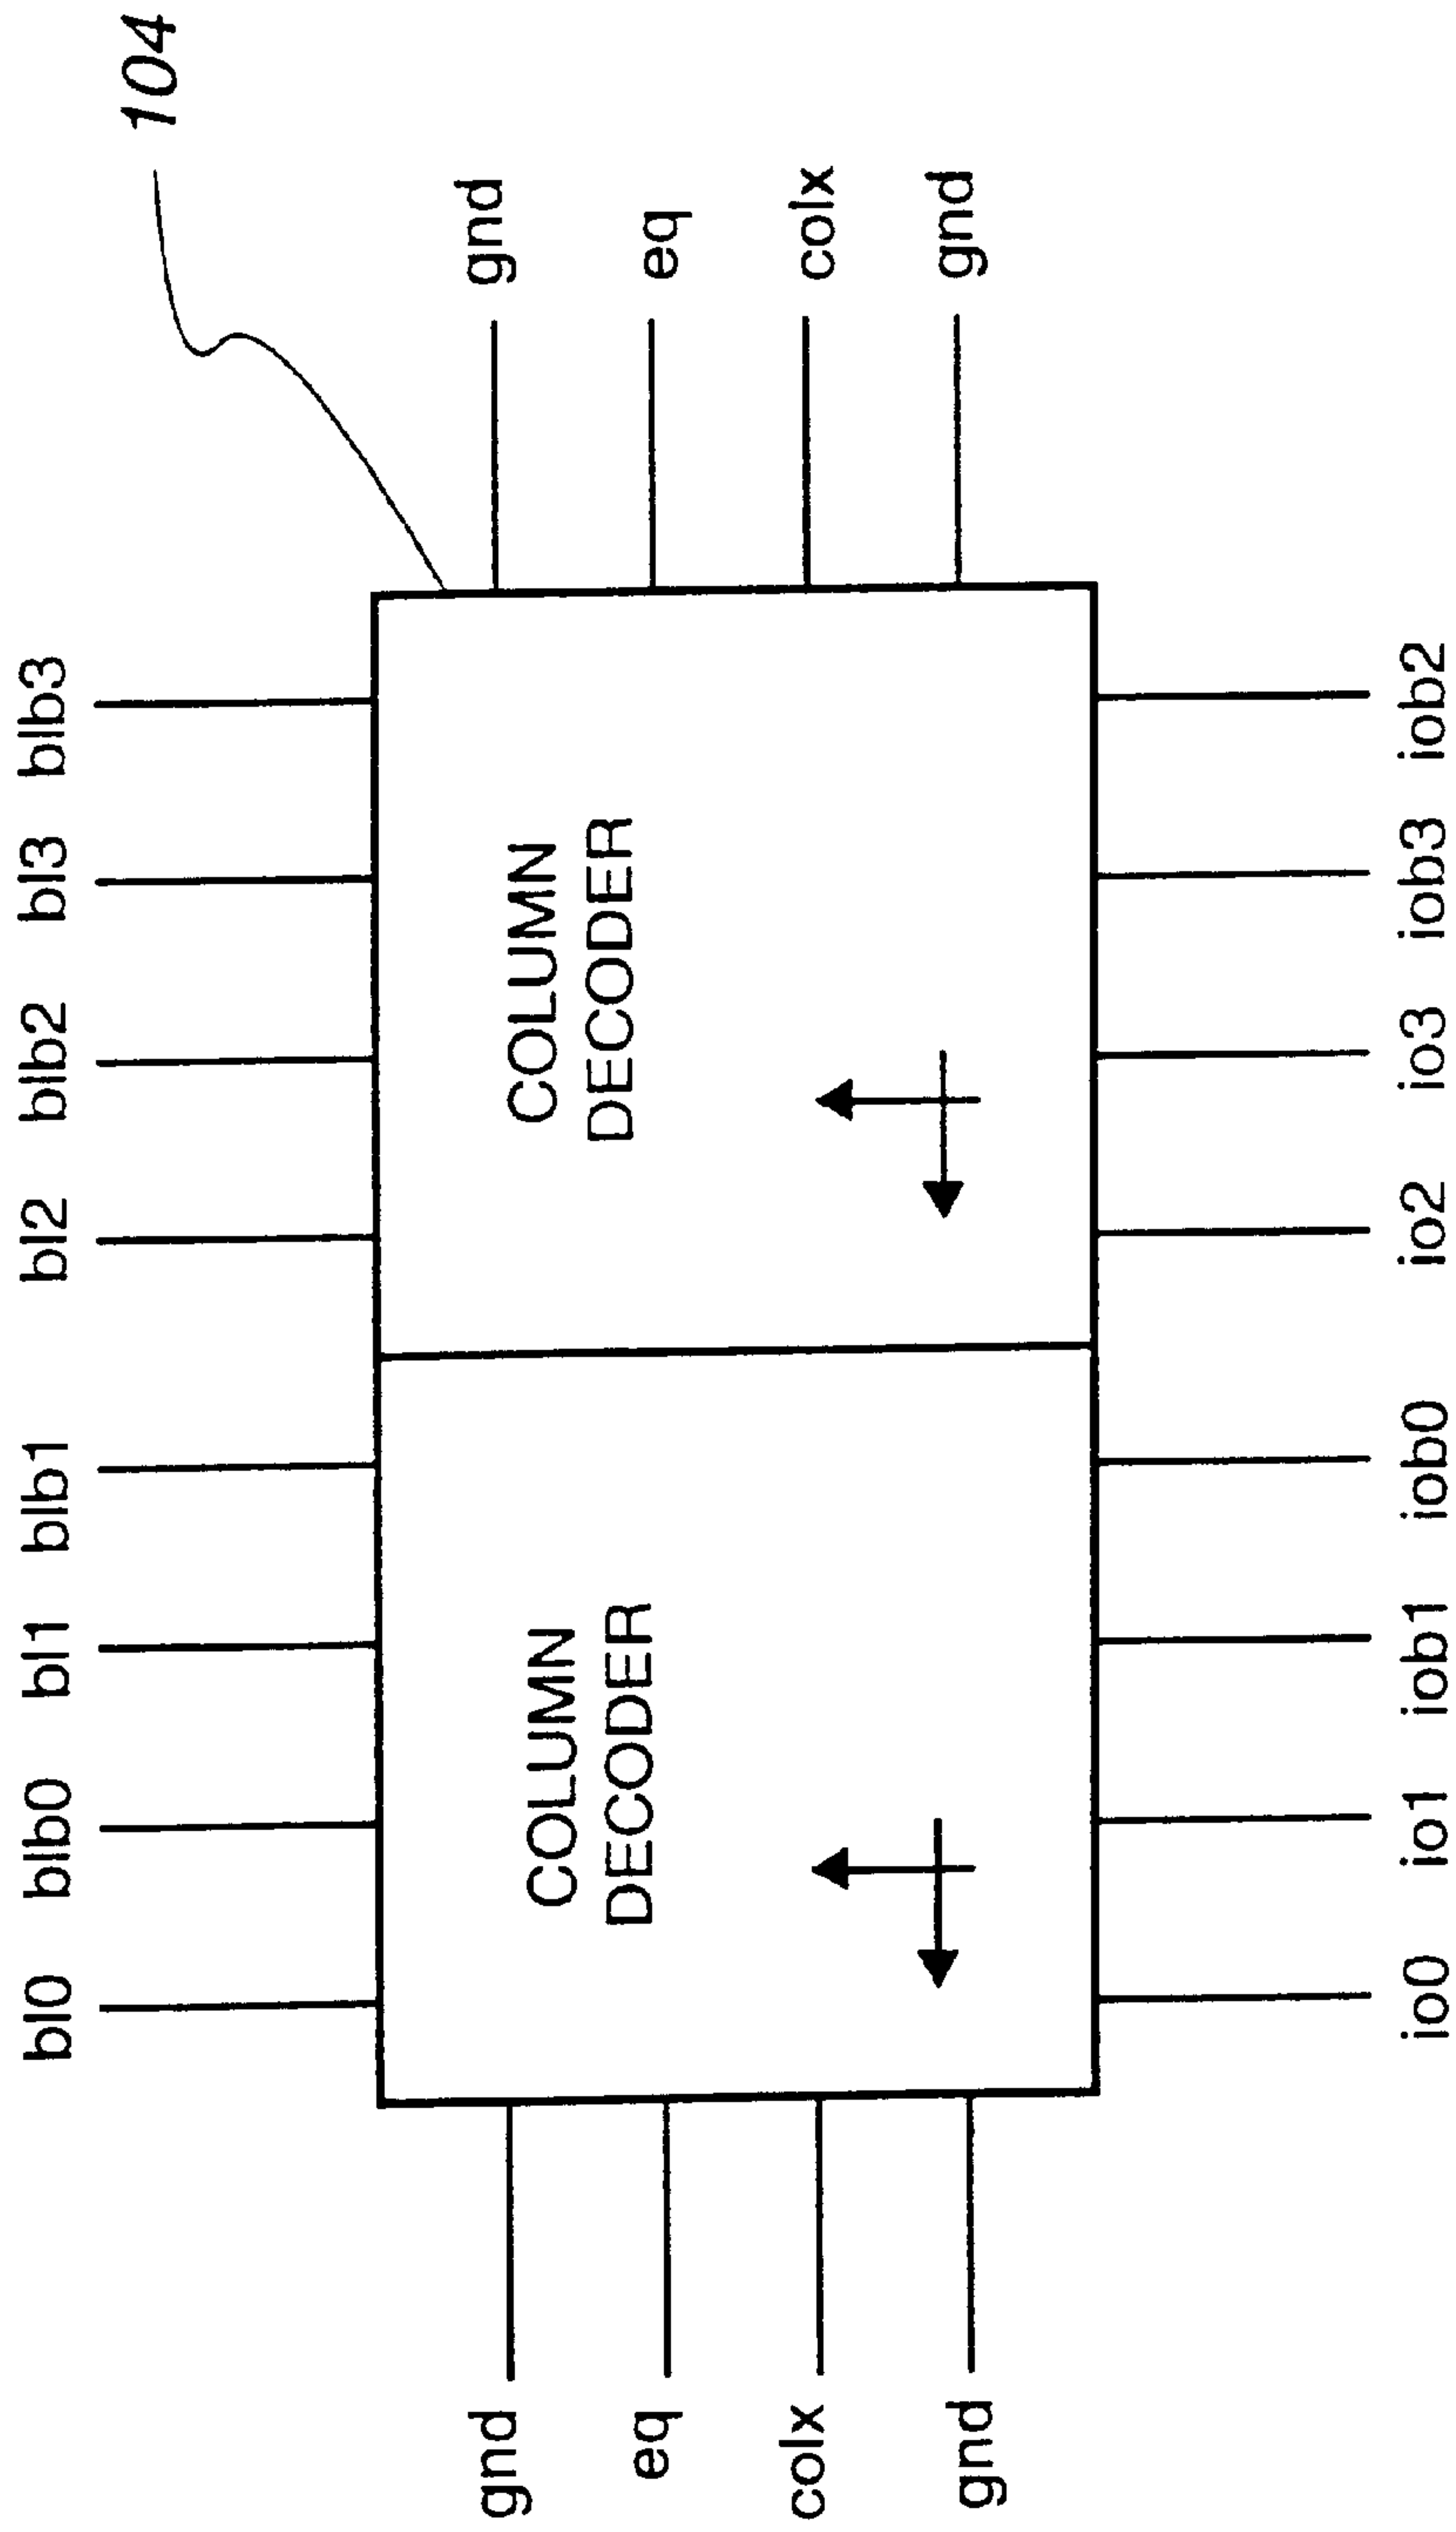 104
bl0 blb0 bl1 blb1 bl2 blb2 bl3 blb3
gnd
eq
colx
gnd
COLUMN
DECODER
COLUMN
DECODER
gnd
eq
colx
gnd
io0 io1 iob1 iob0 io2 io3 iob3 iob2